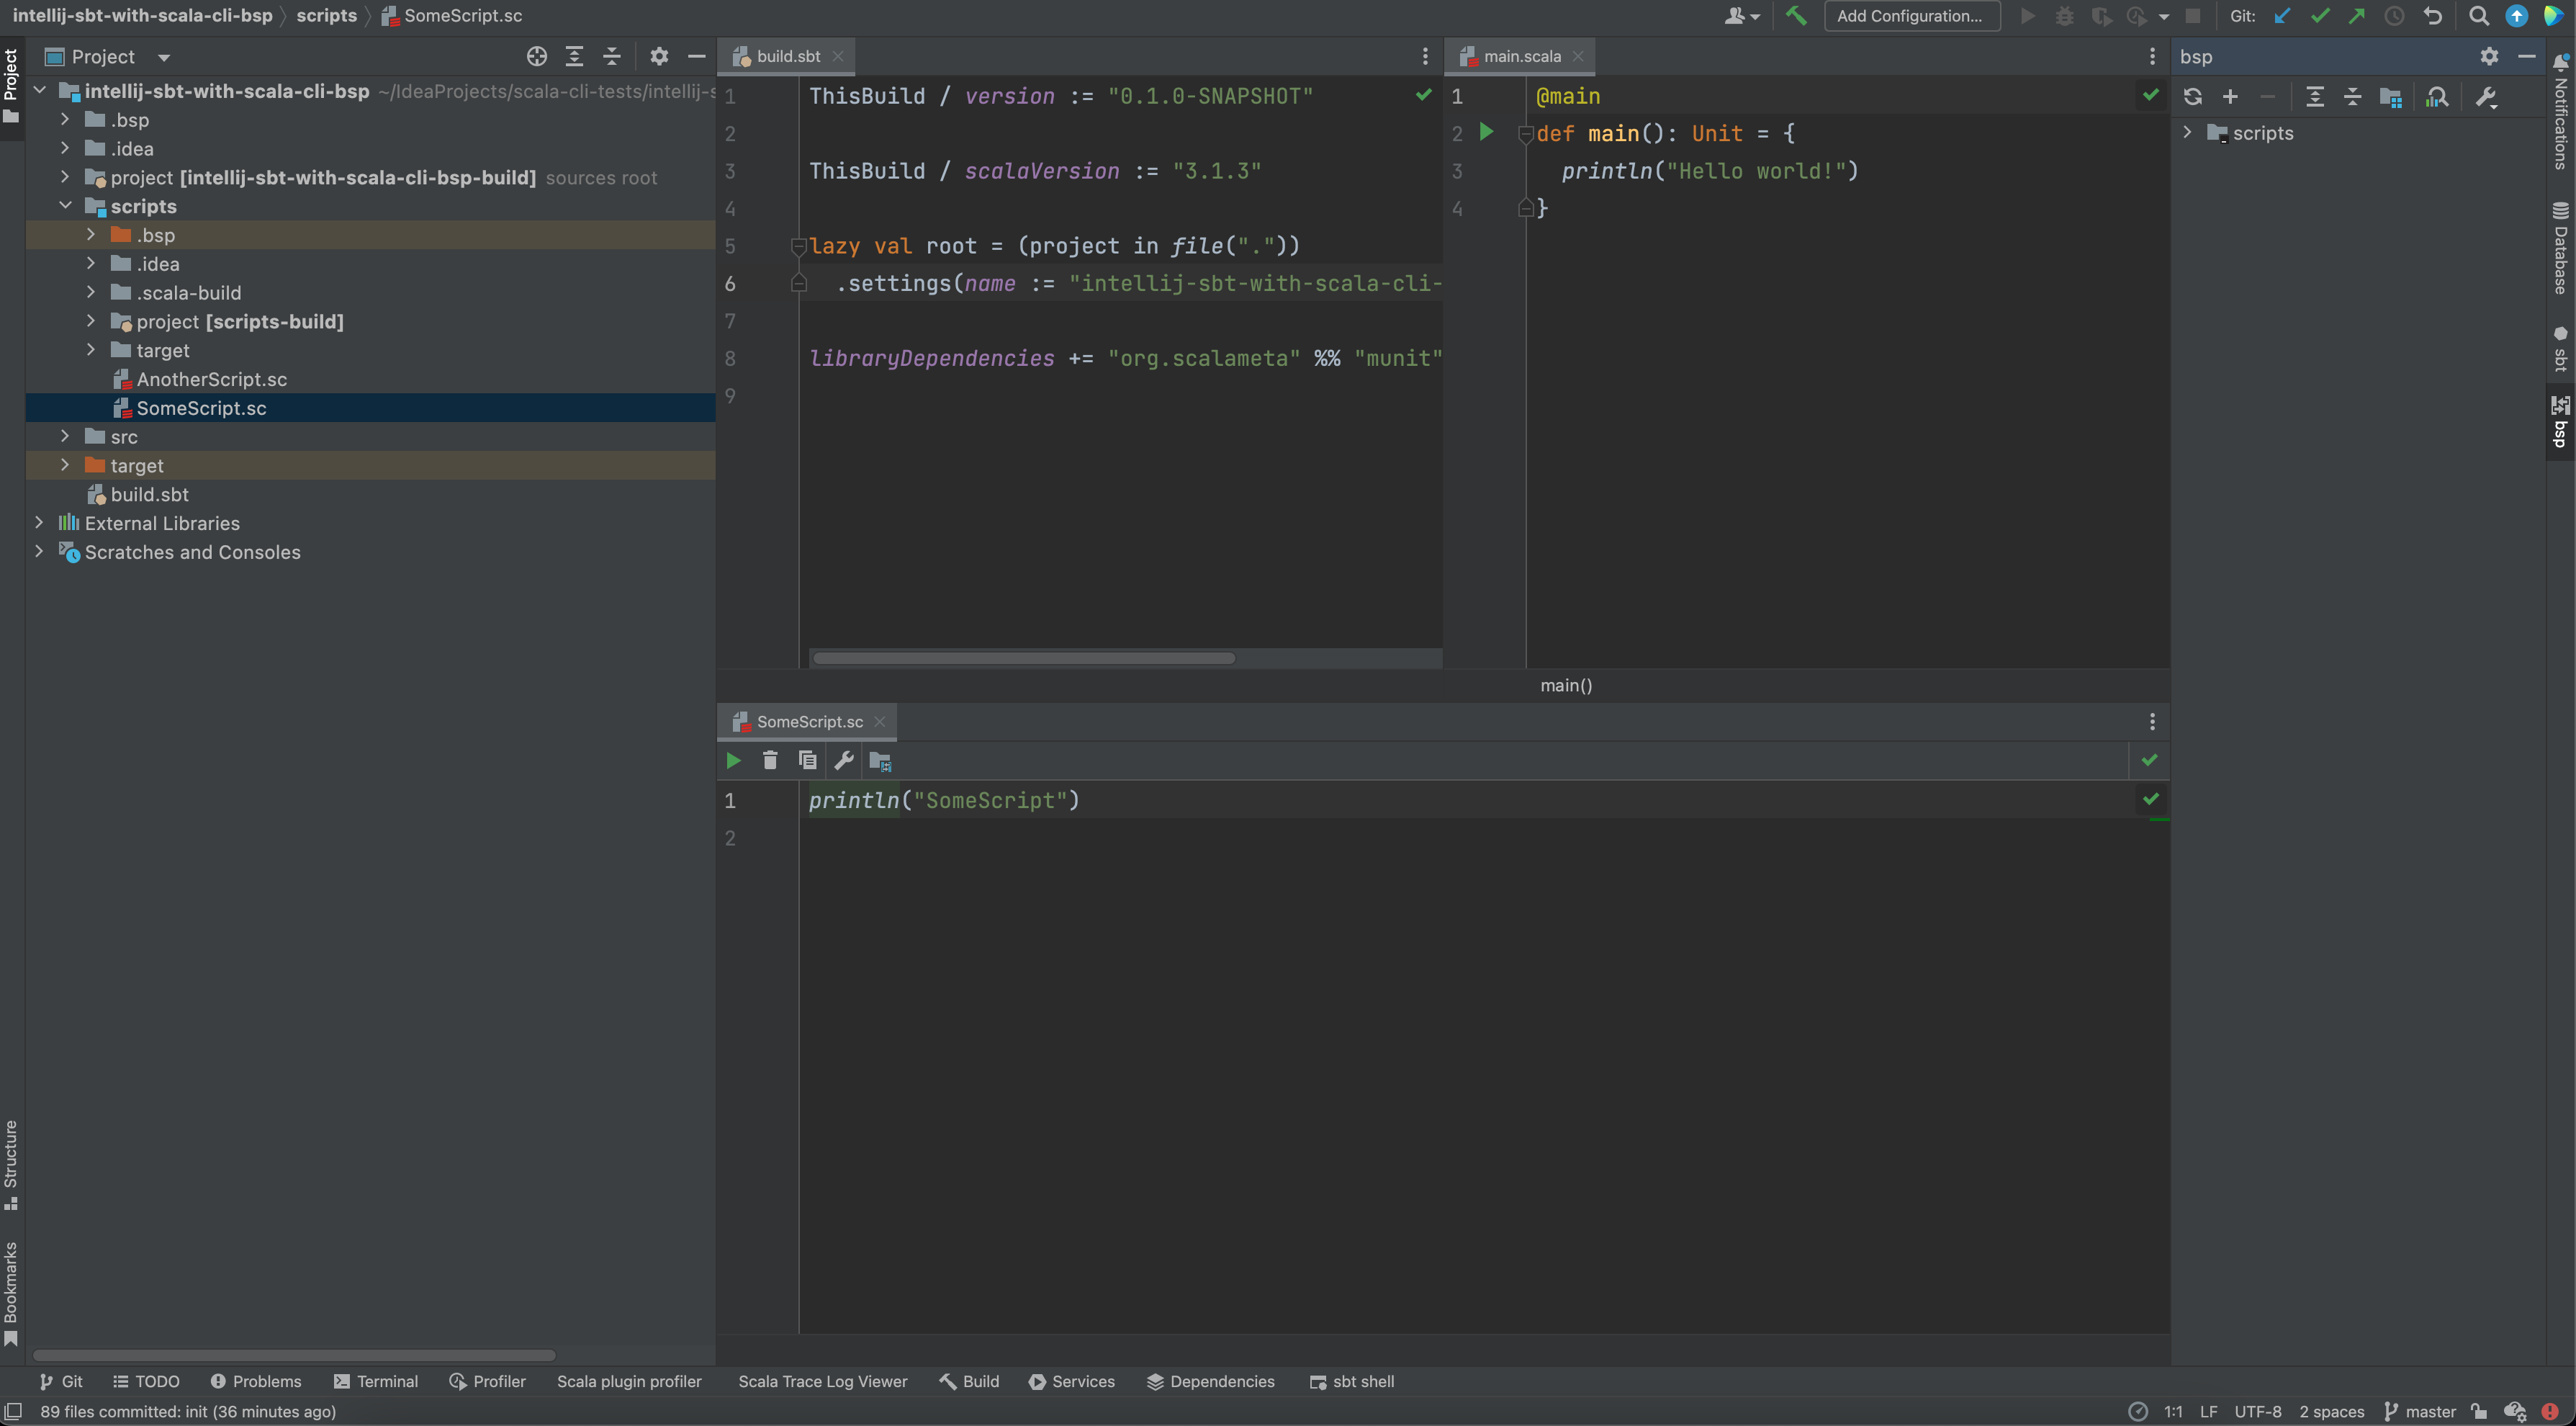 intellij-sbt-with-scala-cli-bsp scripts SomeScript.sc
Add Configuration...
Git:
Project
Project
intellij-sbt-with-scala-cli-bsp ~/IdeaProjects/scala-cli-tests/intellij-s
.bsp
.idea
project [intellij-sbt-with-scala-cli-bsp-build] sources root
scripts
.bsp
.idea
.scala-build
project [scripts-build]
target
AnotherScript.sc
SomeScript.sc
src
target
build.sbt
External Libraries
Scratches and Consoles
Structure
Bookmarks
build.sbt
1 ThisBuild / version := "0.1.0-SNAPSHOT"
2
3 ThisBuild / scalaVersion := "3.1.3"
4
5 lazy val root = (project in file("."))
6 .settings(name := "intellij-sbt-with-scala-cli-
7
8 libraryDependencies += "org.scalameta" %% "munit"
9
main.scala
1 @main
2 def main(): Unit = {
3 println("Hello world!")
4 }
main()
SomeScript.sc
1 println("SomeScript")
2
bsp
scripts
Notifications
Database
sbt
bsp
Git TODO Problems Terminal Profiler Scala plugin profiler Scala Trace Log Viewer Build Services Dependencies sbt shell
89 files committed: init (36 minutes ago)
1:1 LF UTF-8 2 spaces master